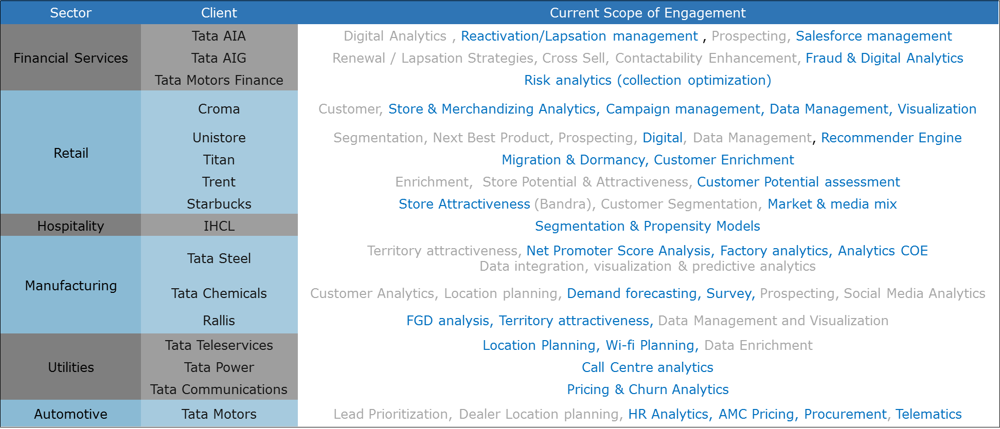 Sector Client Current Scope of Engagement
Financial Services
Tata AIA Digital Analytics , Reactivation/Lapsation management , Prospecting, Salesforce management
Tata AIG Renewal / Lapsation Strategies, Cross Sell, Contactability Enhancement, Fraud & Digital Analytics
Tata Motors Finance Risk analytics (collection optimization)
Retail
Croma Customer, Store & Merchandizing Analytics, Campaign management, Data Management, Visualization
Unistore Segmentation, Next Best Product, Prospecting, Digital, Data Management, Recommender Engine
Titan Migration & Dormancy, Customer Enrichment
Trent Enrichment, Store Potential & Attractiveness, Customer Potential assessment
Starbucks Store Attractiveness (Bandra), Customer Segmentation, Market & media mix
Hospitality IHCL Segmentation & Propensity Models
Manufacturing
Tata Steel Territory attractiveness, Net Promoter Score Analysis, Factory analytics, Analytics COE
Data integration, visualization & predictive analytics
Tata Chemicals Customer Analytics, Location planning, Demand forecasting, Survey, Prospecting, Social Media Analytics
Rallis FGD analysis, Territory attractiveness, Data Management and Visualization
Utilities
Tata Teleservices Location Planning, Wi-fi Planning, Data Enrichment
Tata Power Call Centre analytics
Tata Communications Pricing & Churn Analytics
Automotive Tata Motors Lead Prioritization, Dealer Location planning, HR Analytics, AMC Pricing, Procurement, Telematics